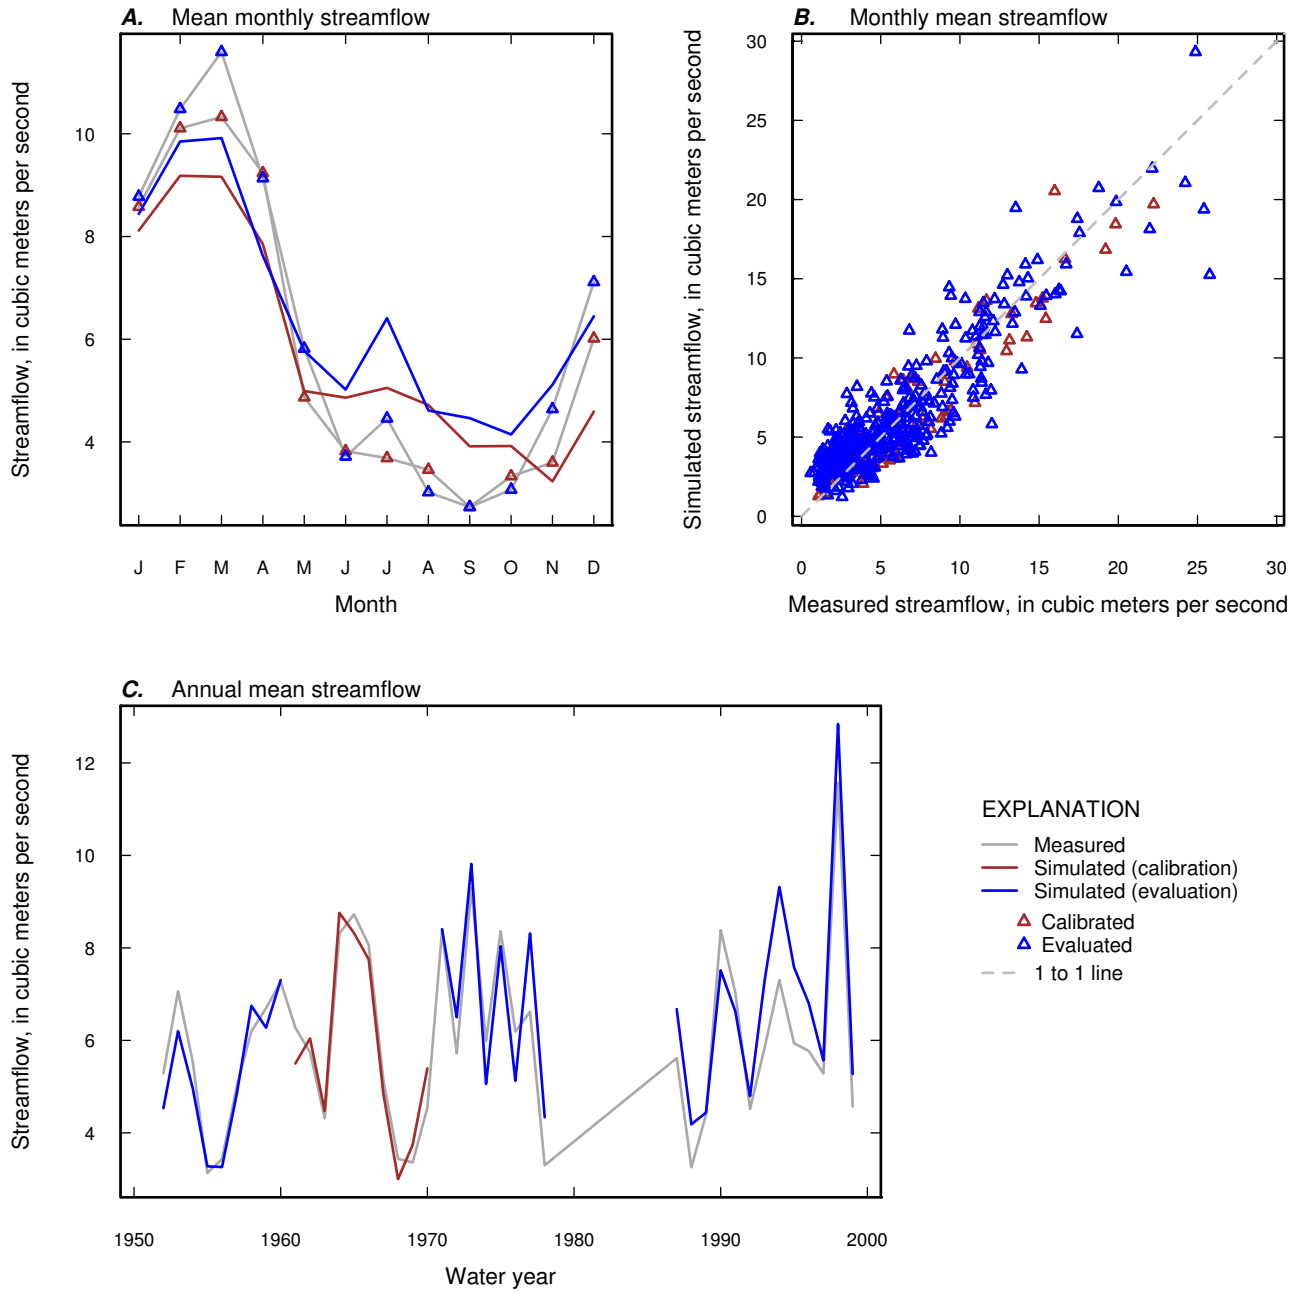 A. Mean monthly streamflow
Streamflow, in cubic meters per second
10
8
6
4
J F M A M J J A S O N D
Month
B. Monthly mean streamflow
Simulated streamflow, in cubic meters per second
30
25
20
15
10
5
0
0 5 10 15 20 25 30
Measured streamflow, in cubic meters per second
C. Annual mean streamflow
Streamflow, in cubic meters per second
12
10
8
6
4
1950 1960 1970 1980 1990 2000
Water year
EXPLANATION
Measured
Simulated (calibration)
Simulated (evaluation)
Calibrated
Evaluated
1 to 1 line